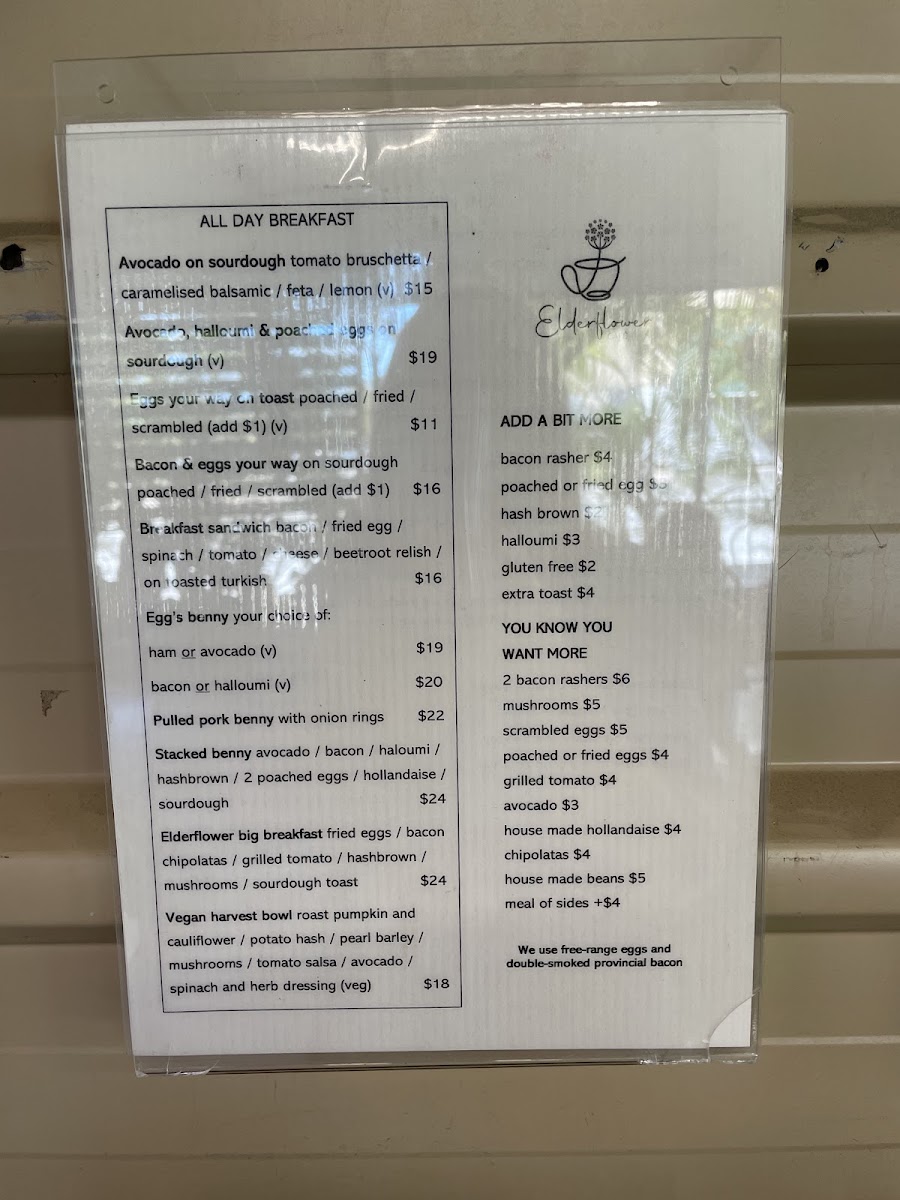 ALL DAY BREAKFAST
Avocado on sourdough tomato bruschetta /
caramelised balsamic / feta / lemon (v) $15
Avocado, halloumi & poached eggs on
sourdough (v) $19
Eggs your way on toast poached / fried /
scrambled (add $1) (v) $11
Bacon & eggs your way on sourdough
poached / fried / scrambled (add $1) $16
Breakfast sandwich bacon / fried egg /
spinach / tomato / cheese / beetroot relish /
on toasted turkish $16
Egg's benny your choice of:
ham or avocado (v) $19
bacon or halloumi (v) $20
Pulled pork benny with onion rings $22
Stacked benny avocado / bacon / haloumi /
hashbrown / 2 poached eggs / hollandaise /
sourdough $24
Elderflower big breakfast fried eggs / bacon
chipolatas / grilled tomato / hashbrown /
mushrooms / sourdough toast $24
Vegan harvest bowl roast pumpkin and
cauliflower / potato hash / pearl barley /
mushrooms / tomato salsa / avocado /
spinach and herb dressing (veg) $18
Elderflower
ADD A BIT MORE
bacon rasher $4
poached or fried egg
hash brown $2
halloumi $3
gluten free $2
extra toast $4
YOU KNOW YOU
WANT MORE
2 bacon rashers $6
mushrooms $5
scrambled eggs $5
poached or fried eggs $4
grilled tomato $4
avocado $3
house made hollandaise $4
chipolatas $4
house made beans $5
meal of sides +$4
We use free-range eggs and
double-smoked provincial bacon